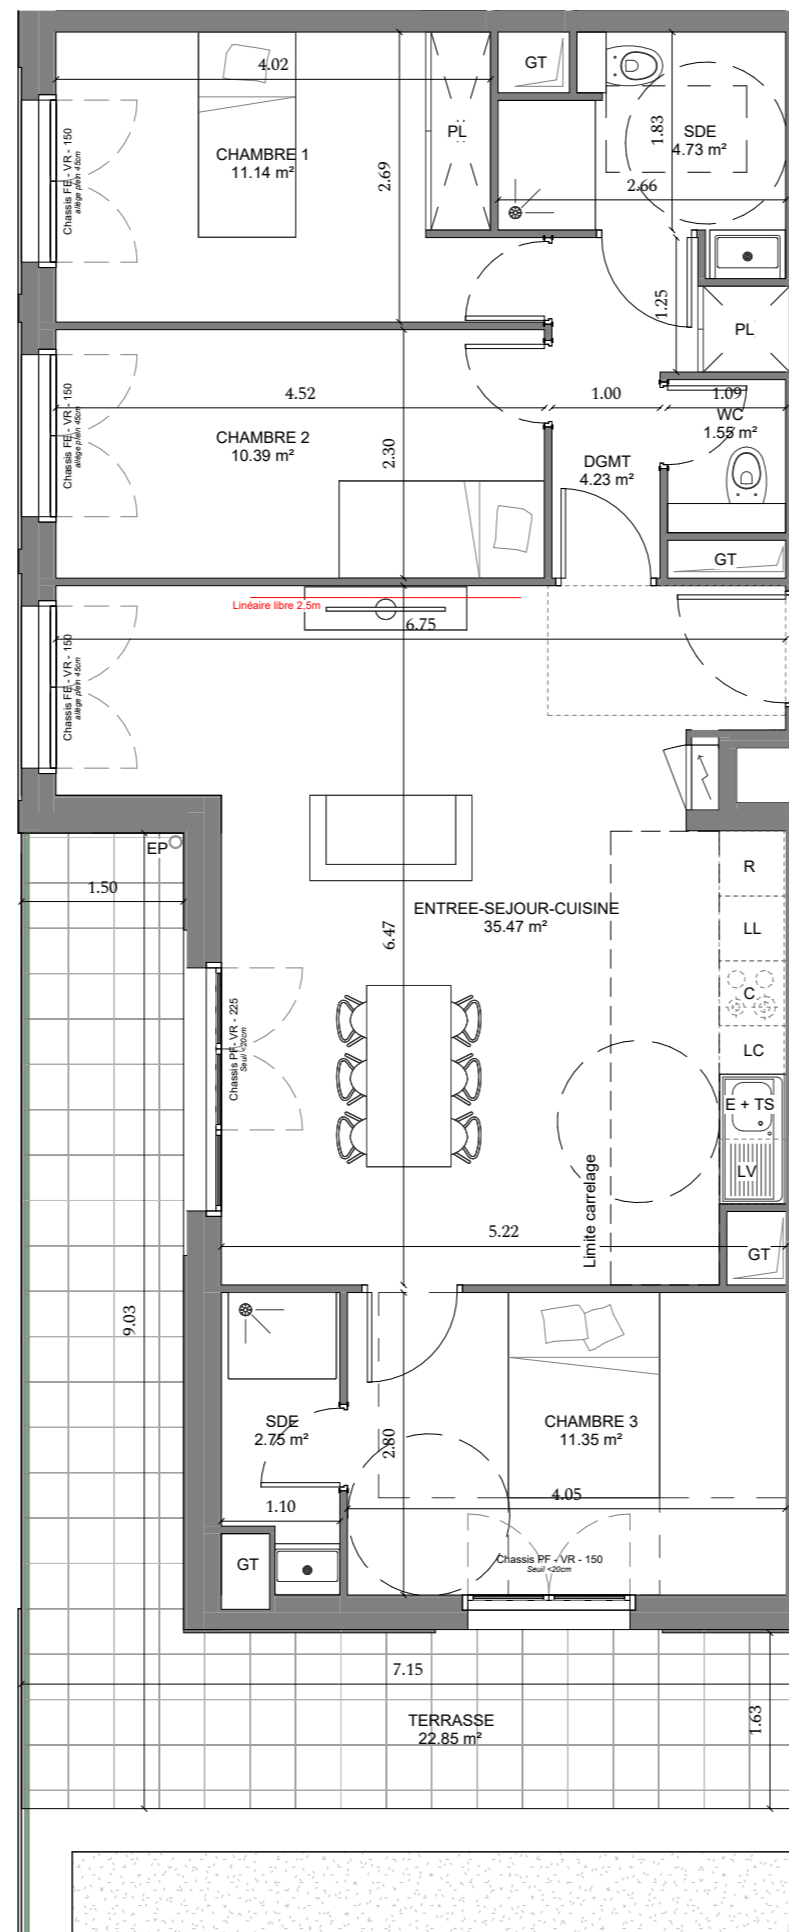 GT
4.02
PL
SDE
4.73 m²
1.83
CHAMBRE 1
11.14 m²
2.69
2.66
Chassis FE - VR - 150
allège plein 45cm
1.25
PL
4.52
1.00
1.09
WC
1.55 m²
CHAMBRE 2
10.39 m²
2.30
DGMT
4.23 m²
Chassis FE - VR - 150
allège plein 45cm
GT
Linéaire libre 2.5m
6.75
Chassis FE - VR - 150
allège plein 45cm
EP
1.50
R
ENTREE-SEJOUR-CUISINE
35.47 m²
6.47
LL
C
LC
Chassis PF - VR - 225
Seuil <20cm
E + TS
LV
Limite carrelage
5.22
GT
9.03
SDE
2.75 m²
2.80
CHAMBRE 3
11.35 m²
1.10
4.05
GT
Chassis PF - VR - 150
Seuil <20cm
7.15
TERRASSE
22.85 m²
1.63